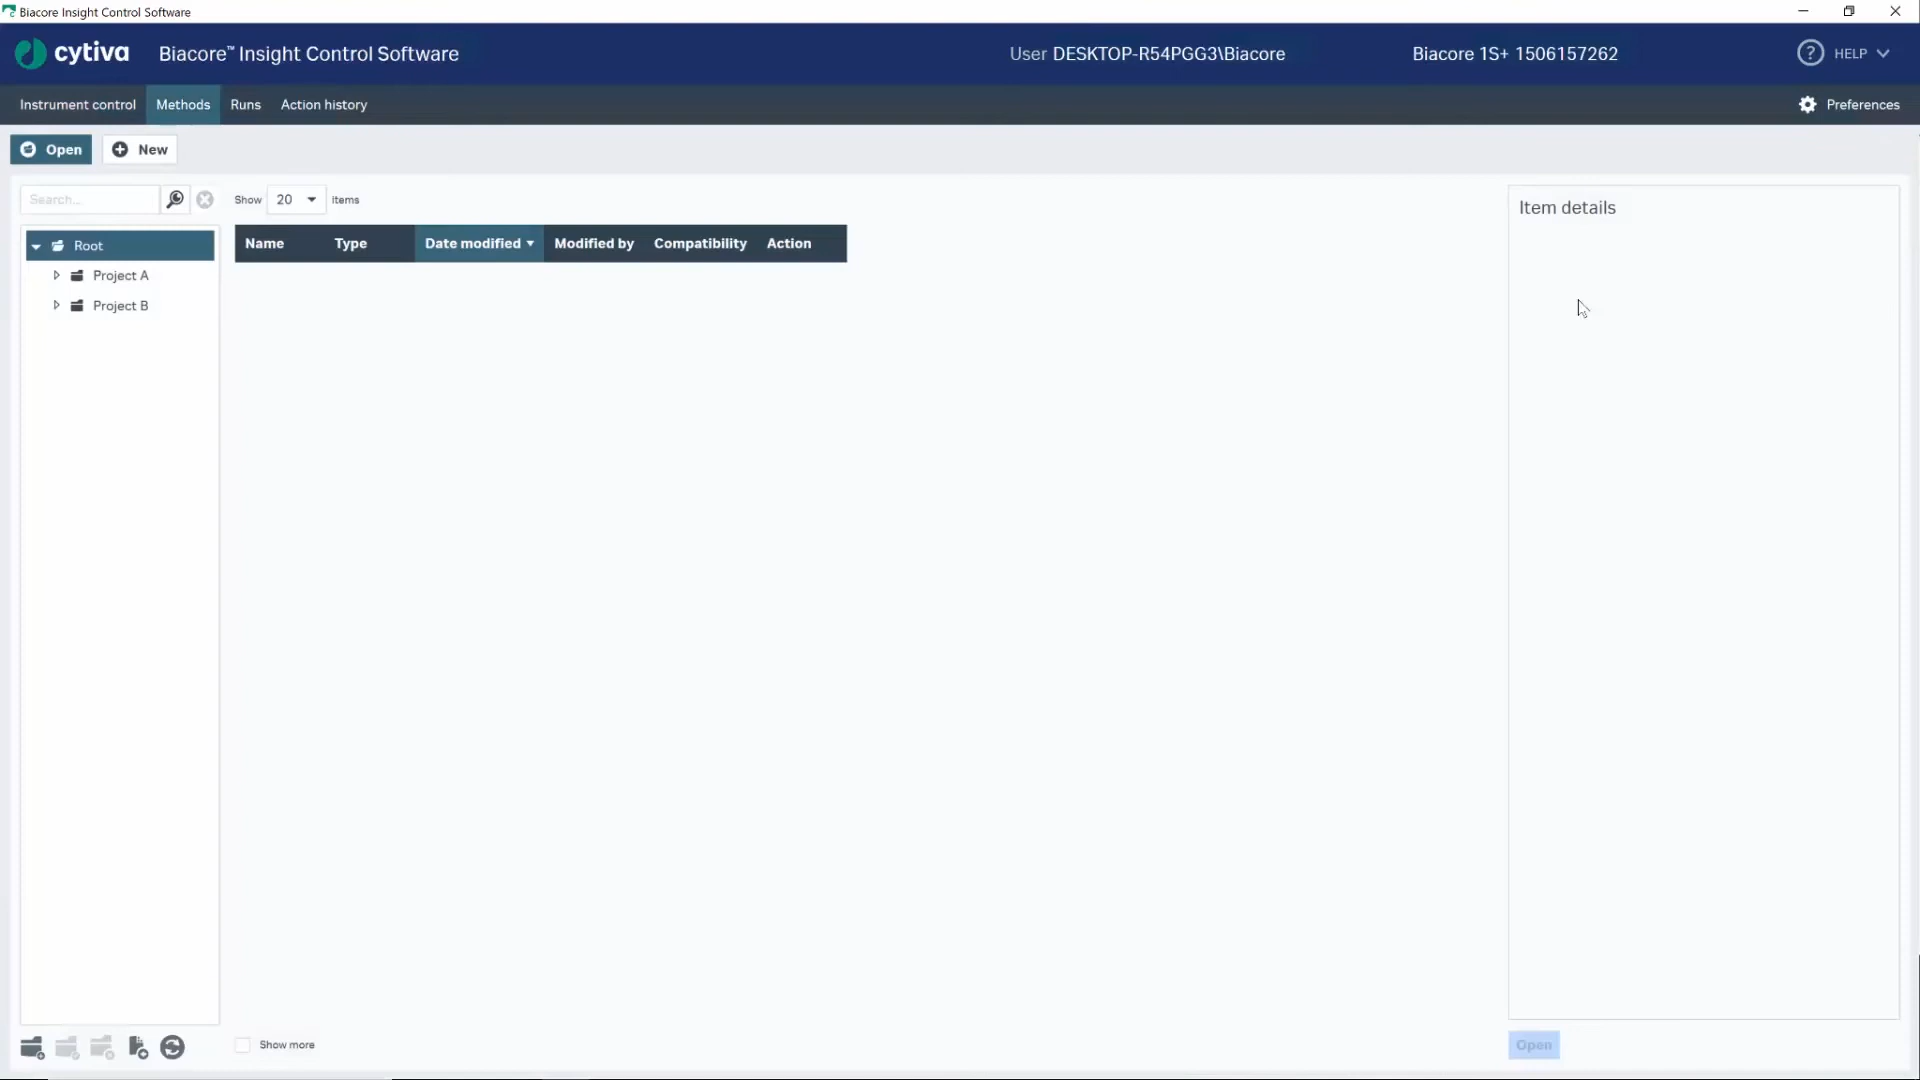 Biacore Insight Control Software
cytiva Biacore™ Insight Control Software User DESKTOP-R54PGG3\Biacore Biacore 1S+ 1506157262 ? HELP
Instrument control Methods Runs Action history Preferences
Open New
Search... Show 20 items
Item details
Root
Name Type Date modified Modified by Compatibility Action
Project A
Project B
Show more
Open